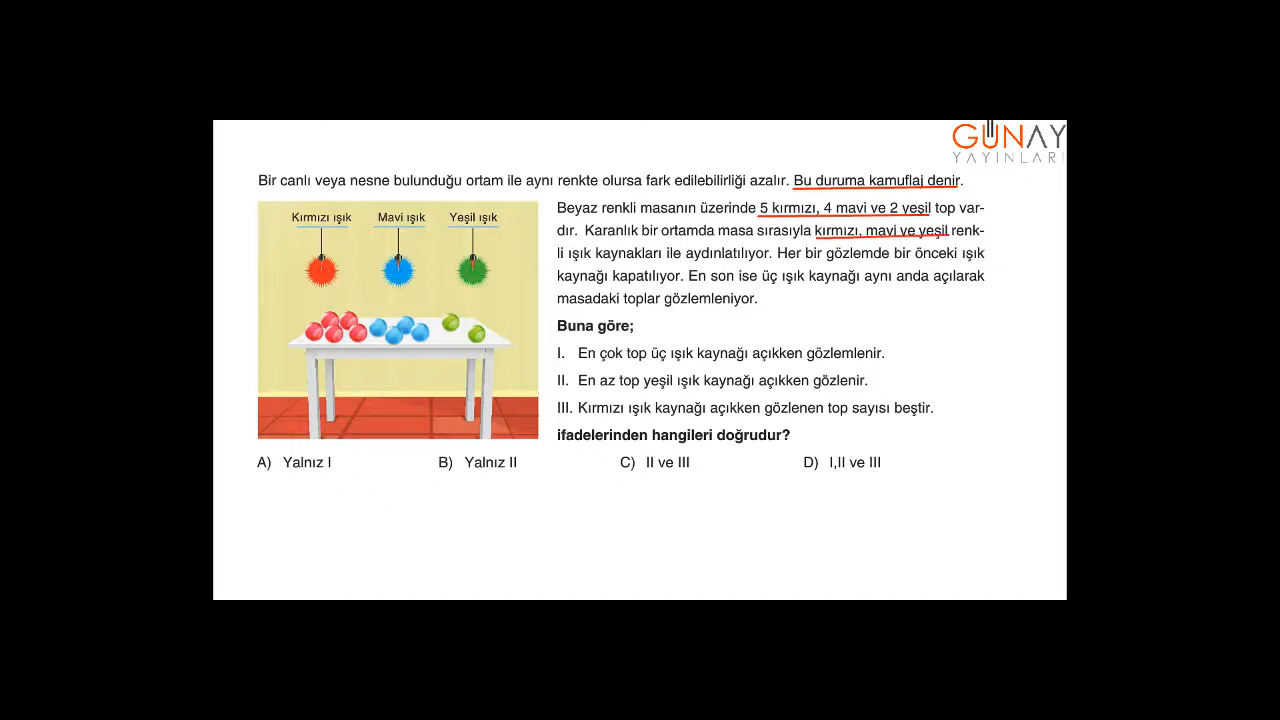 GÜNAY
YAYINLARI
Bir canlı veya nesne bulunduğu ortam ile aynı renkte olursa fark edilebilirliği azalır. Bu duruma kamuflaj denir.
Kırmızı ışık Mavi ışık Yeşil ışık
Beyaz renkli masanın üzerinde 5 kırmızı, 4 mavi ve 2 yeşil top var-
dır. Karanlık bir ortamda masa sırasıyla kırmızı, mavi ve yeşil renk-
li ışık kaynakları ile aydınlatılıyor. Her bir gözlemde bir önceki ışık
kaynağı kapatılıyor. En son ise üç ışık kaynağı aynı anda açılarak
masadaki toplar gözlemleniyor.
Buna göre;
I. En çok top üç ışık kaynağı açıkken gözlemlenir.
II. En az top yeşil ışık kaynağı açıkken gözlenir.
III. Kırmızı ışık kaynağı açıkken gözlenen top sayısı beştir.
ifadelerinden hangileri doğrudur?
A) Yalnız I B) Yalnız II C) II ve III D) I,II ve III